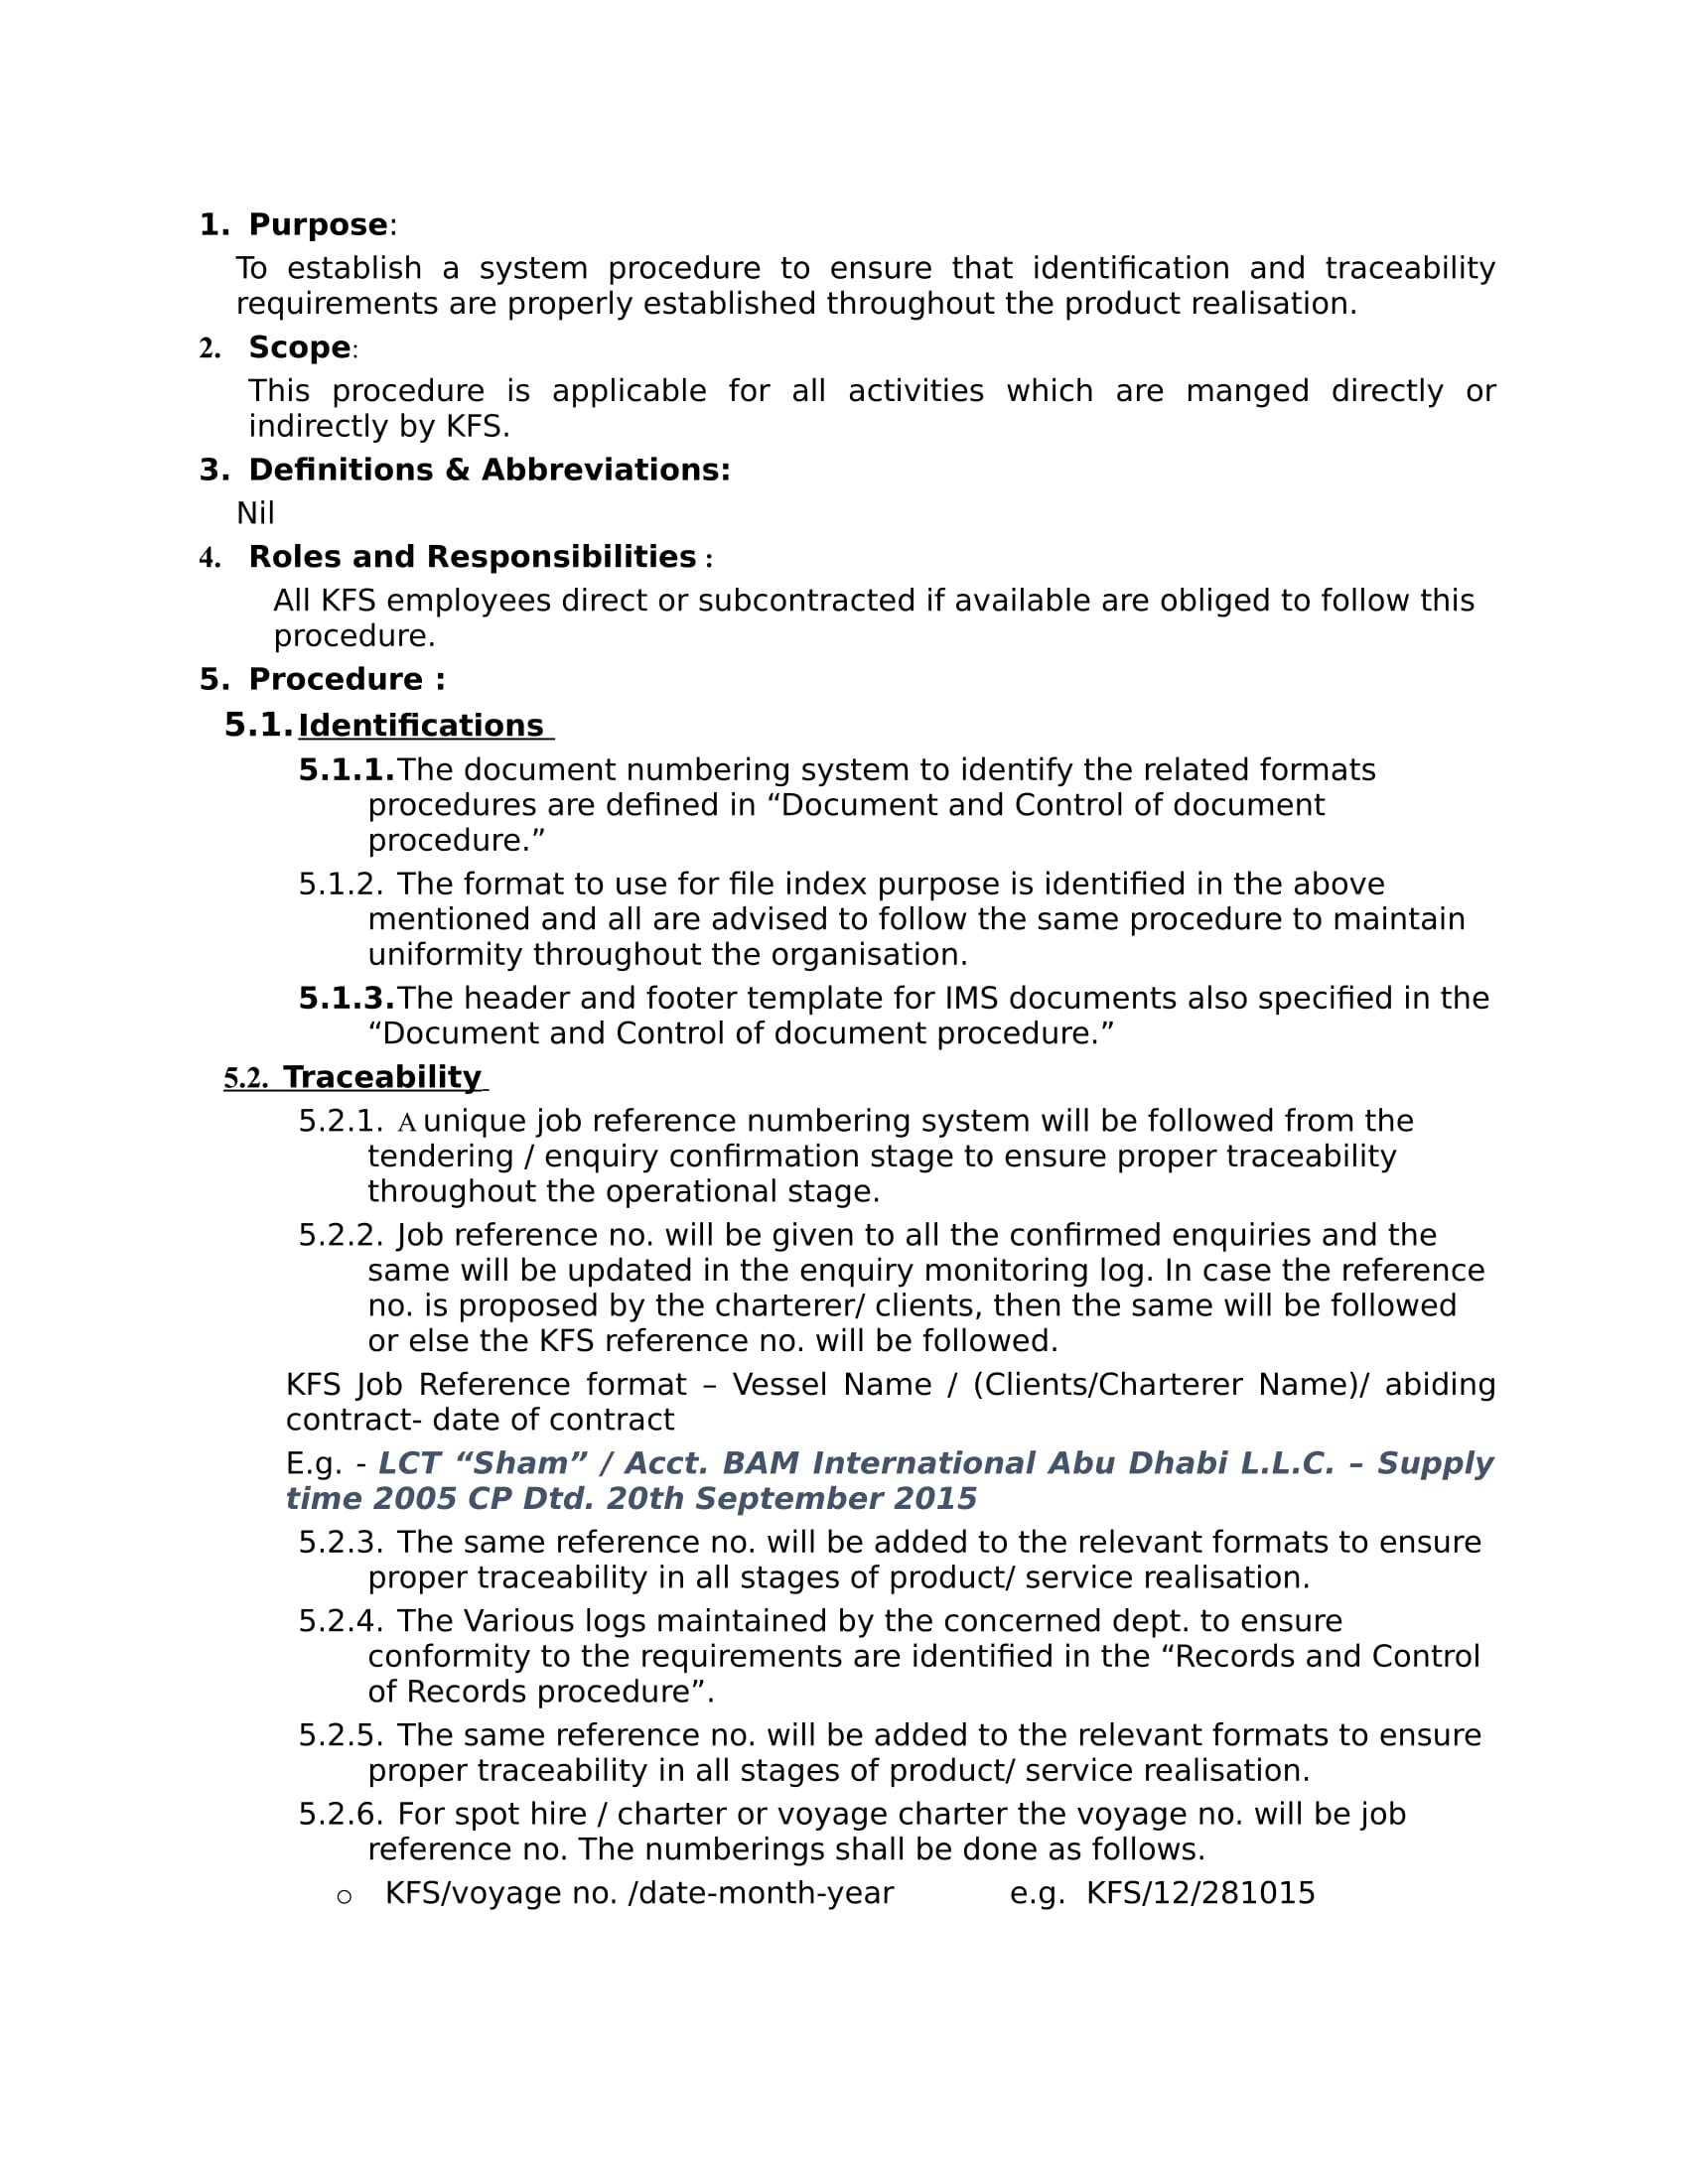 1. Purpose:
To establish a system procedure to ensure that identification and traceability
requirements are properly established throughout the product realisation.
2. Scope:
This procedure is applicable for all activities which are manged directly or
indirectly by KFS.
3. Definitions & Abbreviations:
Nil
4. Roles and Responsibilities :
All KFS employees direct or subcontracted if available are obliged to follow this
procedure.
5. Procedure :
5.1. Identifications
5.1.1. The document numbering system to identify the related formats
procedures are defined in “Document and Control of document
procedure.”
5.1.2. The format to use for file index purpose is identified in the above
mentioned and all are advised to follow the same procedure to maintain
uniformity throughout the organisation.
5.1.3. The header and footer template for IMS documents also specified in the
“Document and Control of document procedure.”
5.2. Traceability
5.2.1. A unique job reference numbering system will be followed from the
tendering / enquiry confirmation stage to ensure proper traceability
throughout the operational stage.
5.2.2. Job reference no. will be given to all the confirmed enquiries and the
same will be updated in the enquiry monitoring log. In case the reference
no. is proposed by the charterer/ clients, then the same will be followed
or else the KFS reference no. will be followed.
KFS Job Reference format – Vessel Name / (Clients/Charterer Name)/ abiding
contract- date of contract
E.g. - LCT “Sham” / Acct. BAM International Abu Dhabi L.L.C. – Supply
time 2005 CP Dtd. 20th September 2015
5.2.3. The same reference no. will be added to the relevant formats to ensure
proper traceability in all stages of product/ service realisation.
5.2.4. The Various logs maintained by the concerned dept. to ensure
conformity to the requirements are identified in the “Records and Control
of Records procedure”.
5.2.5. The same reference no. will be added to the relevant formats to ensure
proper traceability in all stages of product/ service realisation.
5.2.6. For spot hire / charter or voyage charter the voyage no. will be job
reference no. The numberings shall be done as follows.
○ KFS/voyage no. /date-month-year e.g. KFS/12/281015